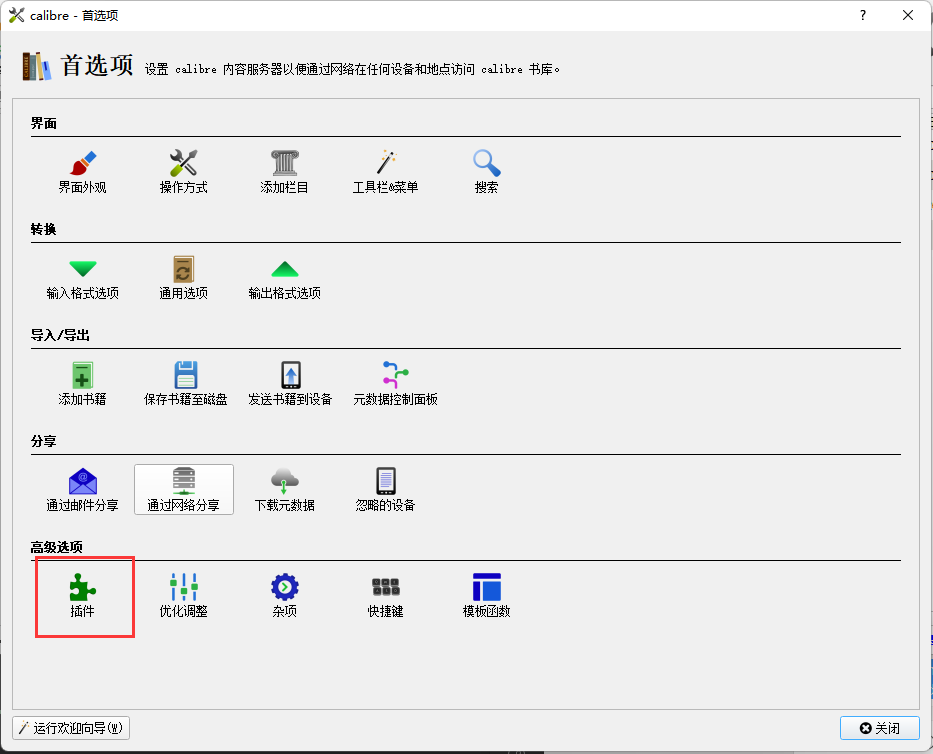 calibre - 首选项
首选项 设置 calibre 内容服务器以便通过网络在任何设备和地点访问 calibre 书库。
界面
界面外观 操作方式 添加栏目 工具栏&菜单 搜索
转换
输入格式选项 通用选项 输出格式选项
导入/导出
添加书籍 保存书籍至磁盘 发送书籍到设备 元数据控制面板
分享
通过邮件分享 通过网络分享 下载元数据 忽略的设备
高级选项
插件 优化调整 杂项 快捷键 模板函数
运行欢迎向导(W) 关闭